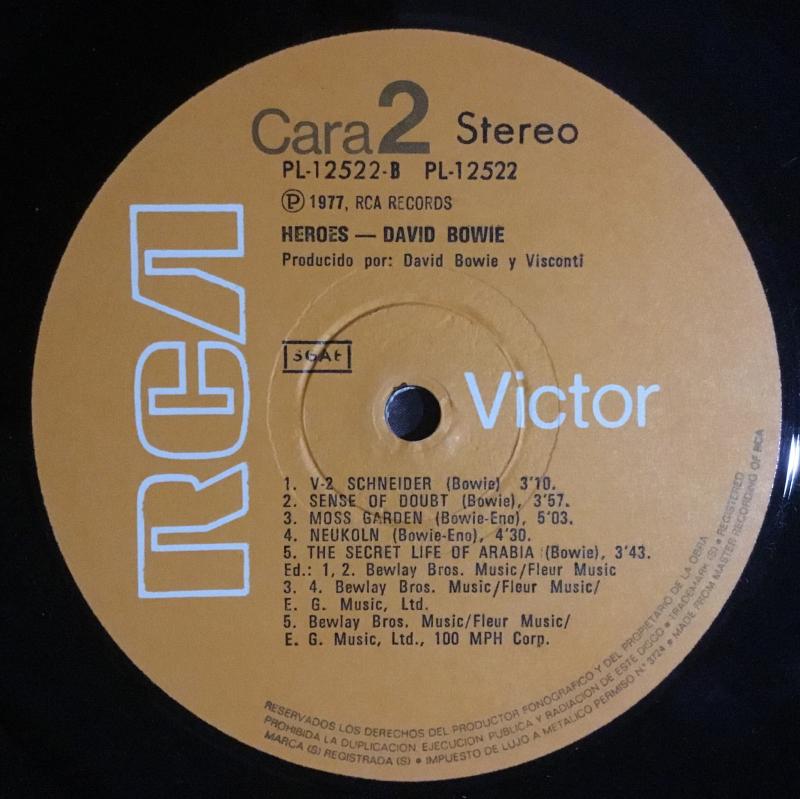 Cara 2 Stereo
PL-12522-B PL-12522
Ⓟ 1977, RCA RECORDS
HEROES — DAVID BOWIE
Producido por: David Bowie y Visconti
RCA
SGAE
Victor
1. V-2 SCHNEIDER (Bowie) 3'10.
2. SENSE OF DOUBT (Bowie), 3'57.
3. MOSS GARDEN (Bowie-Eno), 5'03.
4. NEUKOLN (Bowie-Eno), 4'30.
5. THE SECRET LIFE OF ARABIA (Bowie), 3'43.
Ed.: 1, 2. Bewlay Bros. Music/Fleur Music
3. 4. Bewlay Bros. Music/Fleur Music/
E. G. Music, Ltd.
5. Bewlay Bros. Music/Fleur Music/
E. G. Music, Ltd., 100 MPH Corp.
RESERVADOS LOS DERECHOS DEL PRODUCTOR FONOGRAFICO Y DEL PROPIETARIO DE LA OBRA
PROHIBIDA LA DUPLICACION EJECUCION PUBLICA Y RADIACION DE ESTE DISCO • TRADEMARK (S) • REGISTERED
MARCA (S) REGISTRADA (S) • IMPUESTO DE LUJO A METALICO PERMISO N.º 3724 • MADE FROM MASTER RECORDING OF RCA